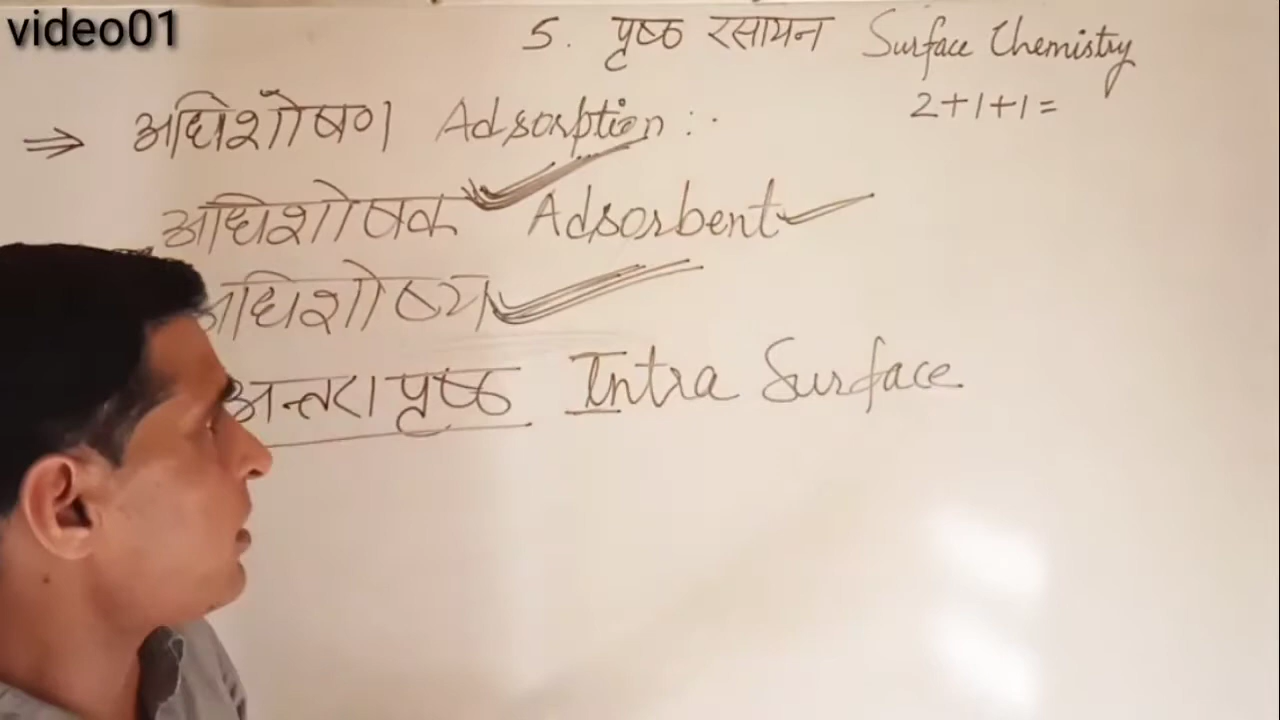 video01
5. पृष्ठ रसायन Surface Chemistry
2+1+1=
⇒ अधिशोषण Adsorption :-
अधिशोषक Adsorbent
अधिशोष्य
अन्तरापृष्ठ Intra Surface